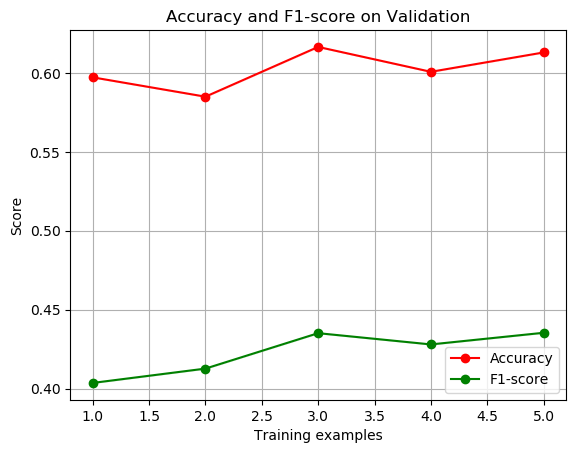 Accuracy and F1-score on Validation
Score
0.60
0.55
0.50
0.45
0.40
Accuracy
F1-score
1.0 1.5 2.0 2.5 3.0 3.5 4.0 4.5 5.0
Training examples